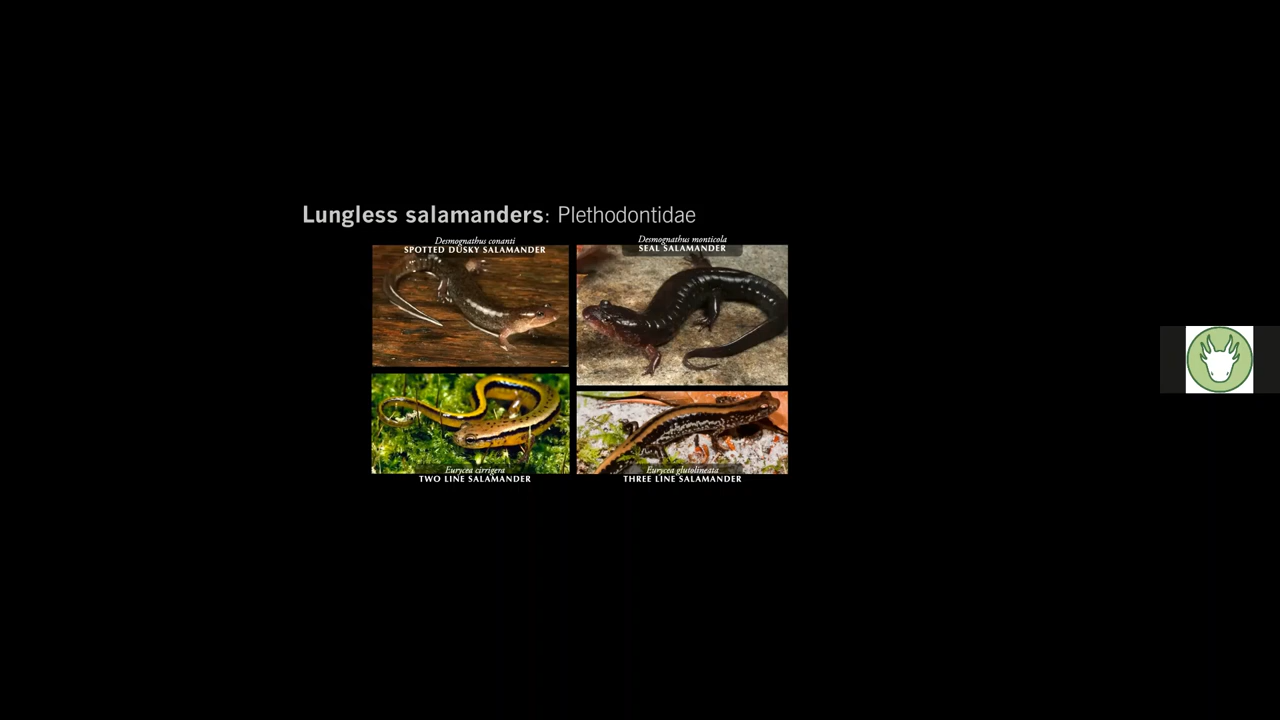 Lungless salamanders: Plethodontidae
Desmognathus conanti
SPOTTED DUSKY SALAMANDER
Desmognathus monticola
SEAL SALAMANDER
Eurycea cirrigera
TWO LINE SALAMANDER
Eurycea glutolineata
THREE LINE SALAMANDER